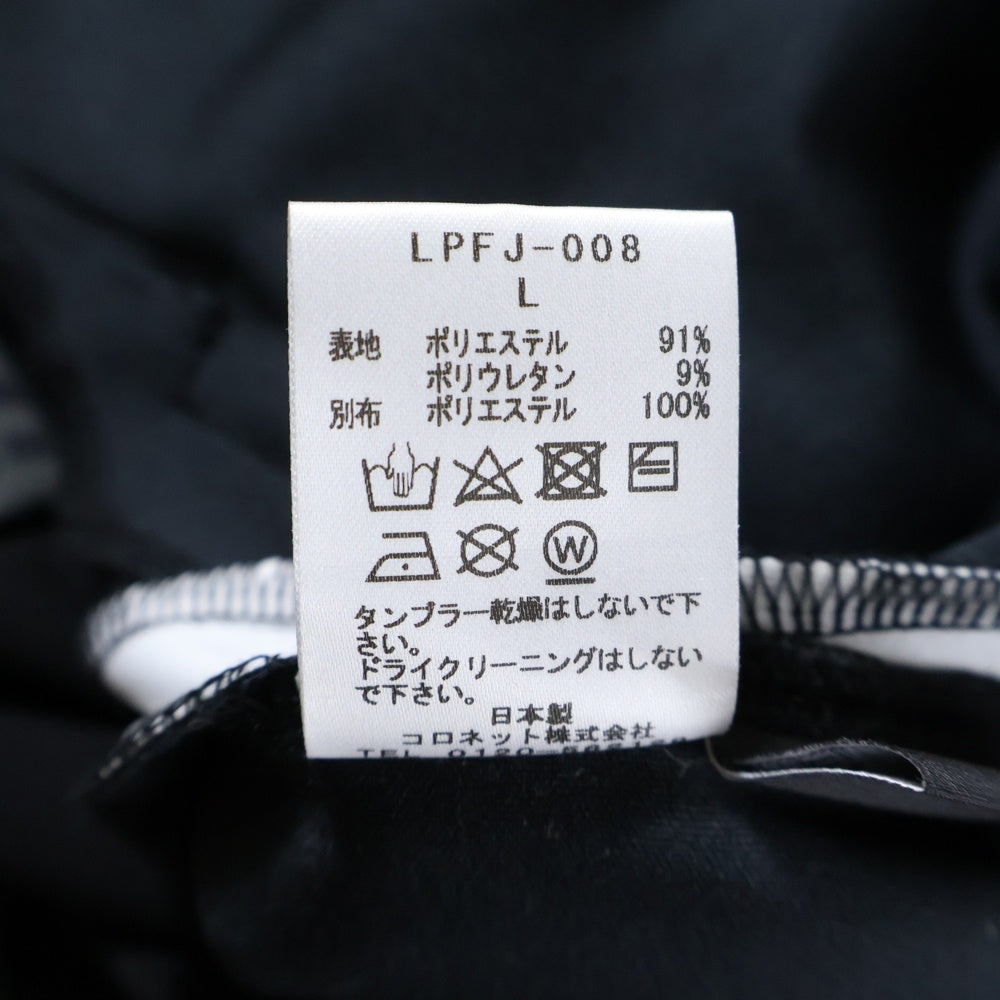 LPFJ-008
L
表地 ポリエステル 91%
ポリウレタン 9%
別布 ポリエステル 100%
W
タンブラー乾燥はしないで下
さい。
ドライクリーニングはしない
で下さい。
日本製
コロネット株式会社
TEL 0120